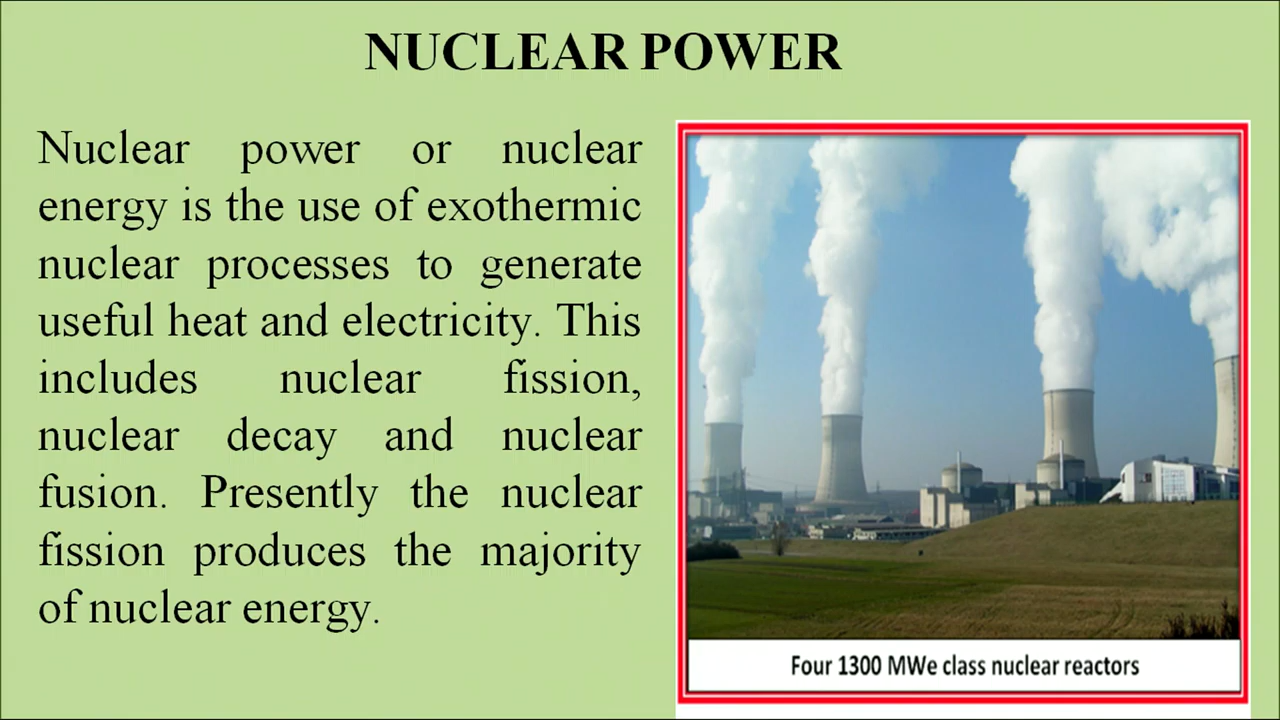 NUCLEAR POWER
Nuclear power or nuclear
energy is the use of exothermic
nuclear processes to generate
useful heat and electricity. This
includes nuclear fission,
nuclear decay and nuclear
fusion. Presently the nuclear
fission produces the majority
of nuclear energy.
Four 1300 MWe class nuclear reactors